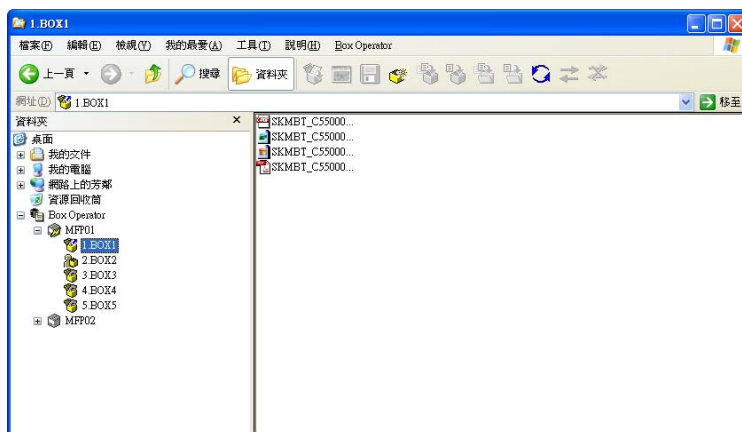 1.BOX1
檔案(F) 編輯(E) 檢視(V) 我的最愛(A) 工具(T) 說明(H) Box Operator
上一頁 搜尋 資料夾
網址(D) 1.BOX1 移至
資料夾
桌面
我的文件
我的電腦
網路上的芳鄰
資源回收筒
Box Operator
MFP01
1.BOX1
2.BOX2
3.BOX3
4.BOX4
5.BOX5
MFP02
SKMBT_C55000...
SKMBT_C55000...
SKMBT_C55000...
SKMBT_C55000...